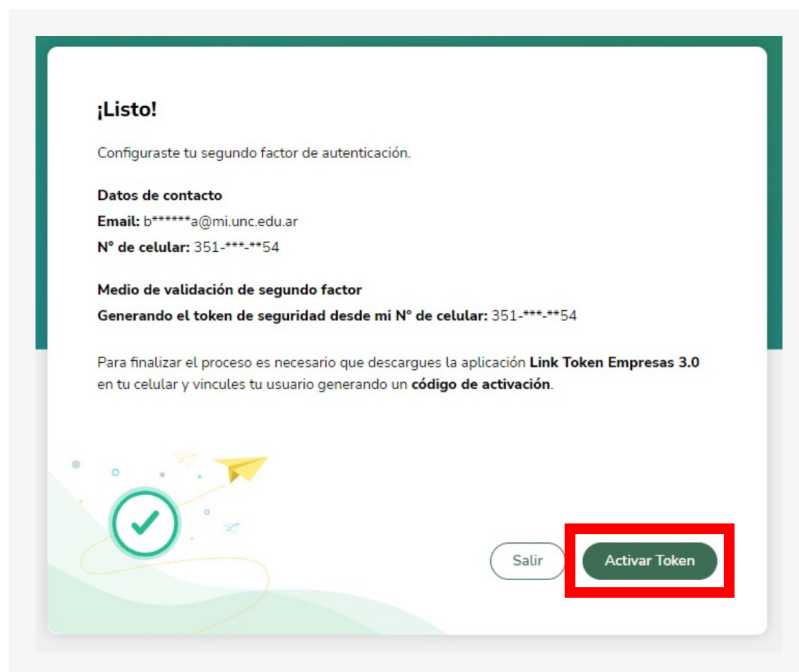 ¡Listo!
Configuraste tu segundo factor de autenticación.
Datos de contacto
Email: b******a@mi.unc.edu.ar
N° de celular: 351-***-**54
Medio de validación de segundo factor
Generando el token de seguridad desde mi N° de celular: 351-***-**54
Para finalizar el proceso es necesario que descargues la aplicación Link Token Empresas 3.0
en tu celular y vincules tu usuario generando un código de activación.
Salir
Activar Token